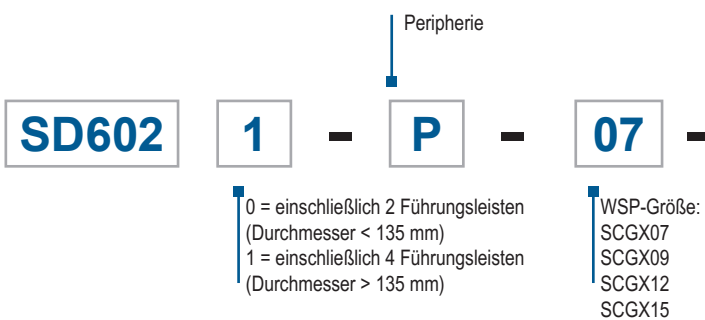 Peripherie
SD602 1 - P - 07 -
0 = einschließlich 2 Führungsleisten
(Durchmesser < 135 mm)
1 = einschließlich 4 Führungsleisten
(Durchmesser > 135 mm)
WSP-Größe:
SCGX07
SCGX09
SCGX12
SCGX15